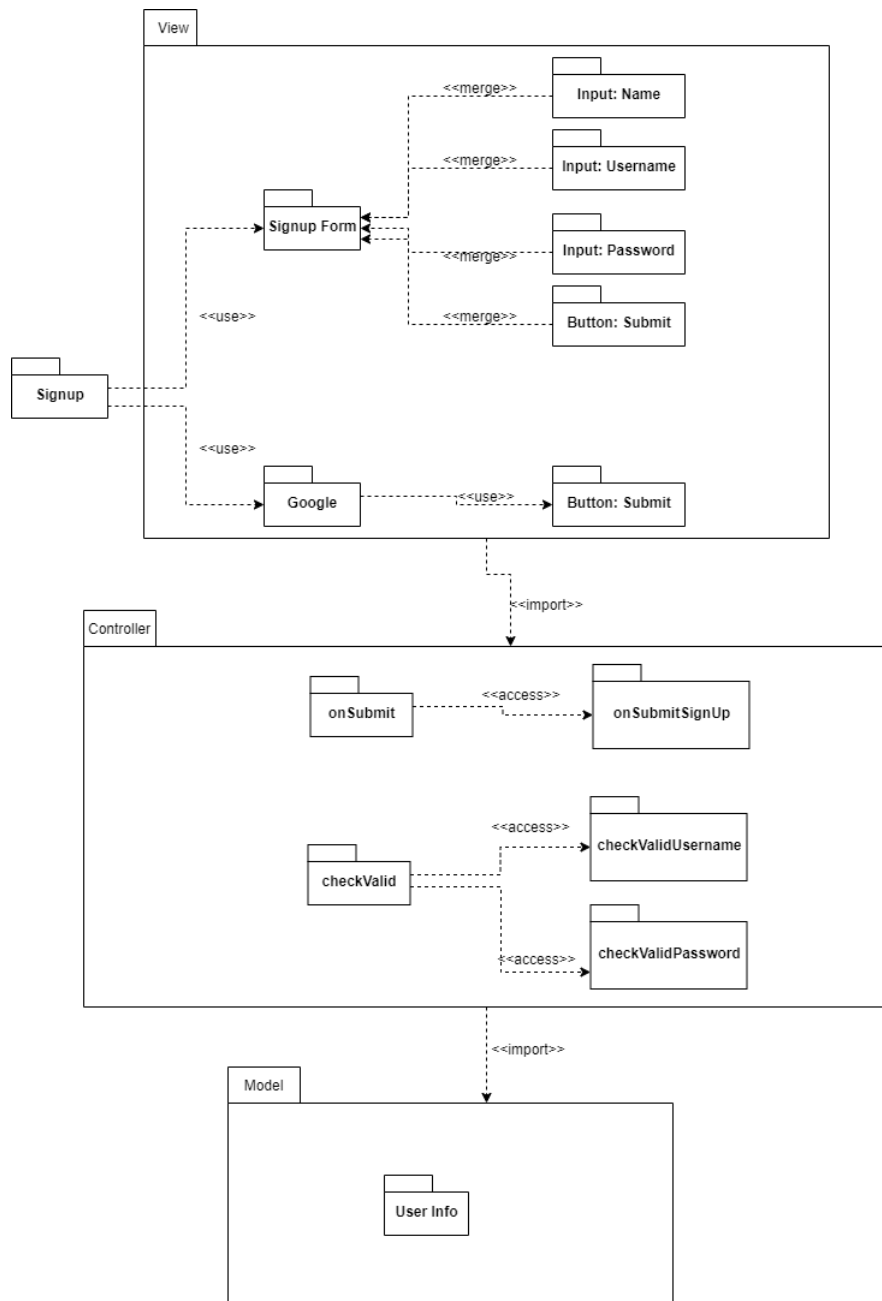 View
<<merge>>
Input: Name
<<merge>>
Input: Username
Signup Form
<<merge>>
Input: Password
<<use>>
<<merge>>
Button: Submit
Signup
<<use>>
Google
<<use>>
Button: Submit
<<import>>
Controller
<<access>>
onSubmit
onSubmitSignUp
<<access>>
checkValidUsername
checkValid
<<access>>
checkValidPassword
<<import>>
Model
User Info